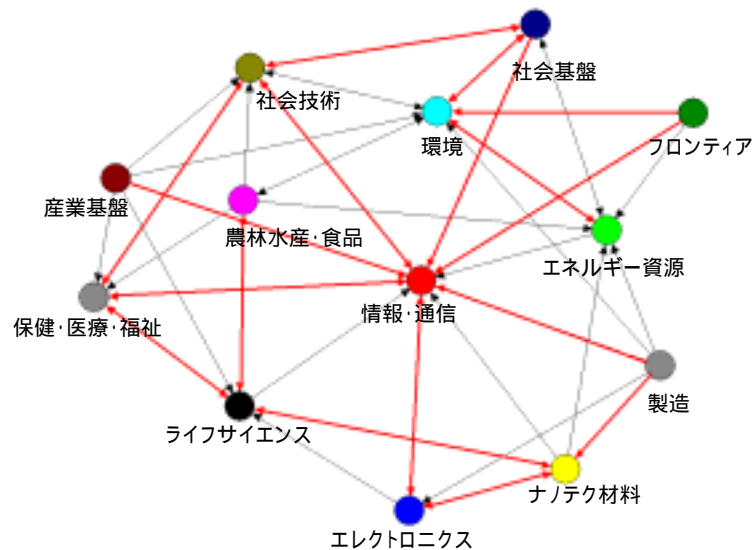 社会基盤
社会技術
環境
フロンティア
産業基盤
農林水産・食品
エネルギー資源
情報・通信
保健・医療・福祉
製造
ライフサイエンス
ナノテク材料
エレクトロニクス